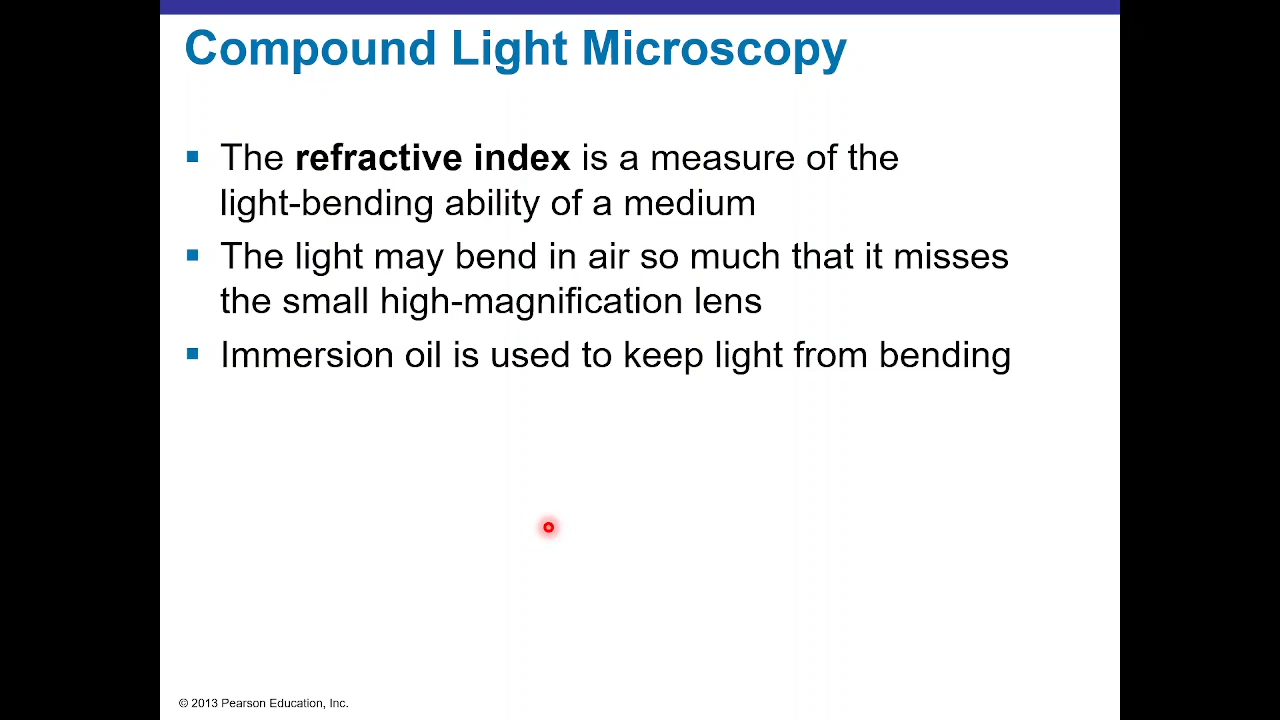 Compound Light Microscopy
The refractive index is a measure of the
light-bending ability of a medium
The light may bend in air so much that it misses
the small high-magnification lens
Immersion oil is used to keep light from bending
© 2013 Pearson Education, Inc.